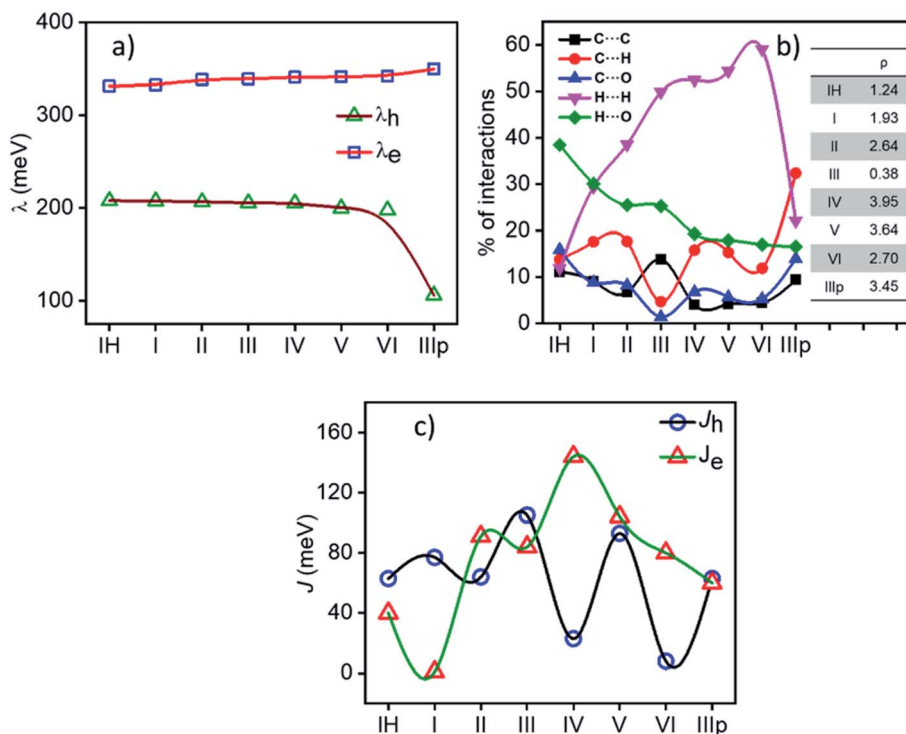 a)
λ (meV)
400
300
200
100
λh
λe
IH I II III IV V VI IIIp
b)
% of interactions
60
50
40
30
20
10
0
C···C
C···H
C···O
H···H
H···O
IH I II III IV V VI IIIp
ρ
IH 1.24
I 1.93
II 2.64
III 0.38
IV 3.95
V 3.64
VI 2.70
IIIp 3.45
c)
J (meV)
160
120
80
40
0
Jh
Je
IH I II III IV V VI IIIp